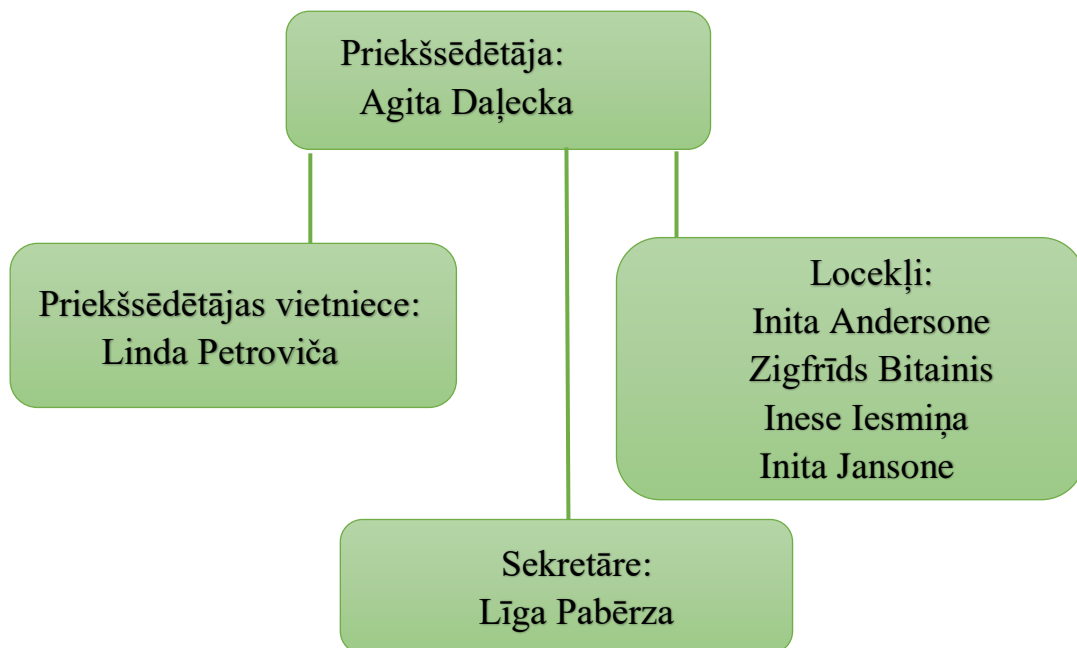 Priekšsēdētāja:
Agita Daļecka
Priekšsēdētājas vietniece:
Linda Petroviča
Locekļi:
Inita Andersone
Zigfrīds Bitainis
Inese Iesmiņa
Inita Jansone
Sekretāre:
Līga Pabērza